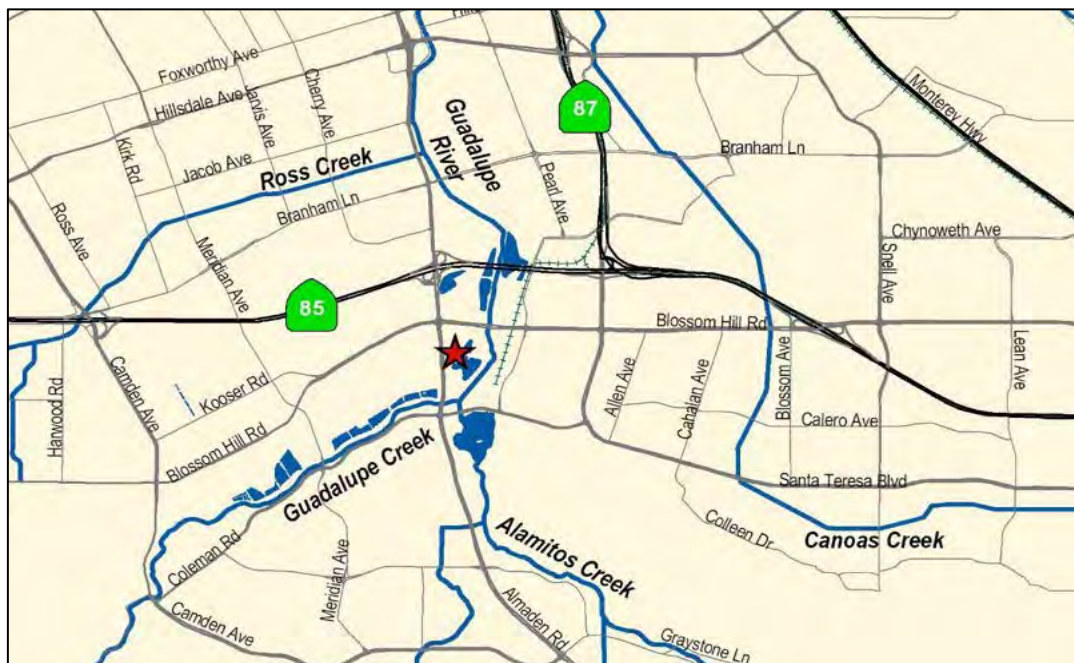 Foxworthy Ave
Hillsdale Ave
Jarvis Ave
Cherry Ave
Kirk Rd
Jacob Ave
Ross Creek
Branham Ln
Ross Ave
Meridian Ave
Guadalupe
River
87
Pearl Ave
Branham Ln
Monterey Hwy
Chynoweth Ave
Snell Ave
85
Blossom Hill Rd
Lean Ave
Harwood Rd
Camden Ave
Kooser Rd
Blossom Hill Rd
Allen Ave
Cahalan Ave
Blossom Ave
Calero Ave
Santa Teresa Blvd
Guadalupe Creek
Coleman Rd
Meridian Ave
Camden Ave
Alamitos Creek
Almaden Rd
Colleen Dr
Canoas Creek
Graystone Ln